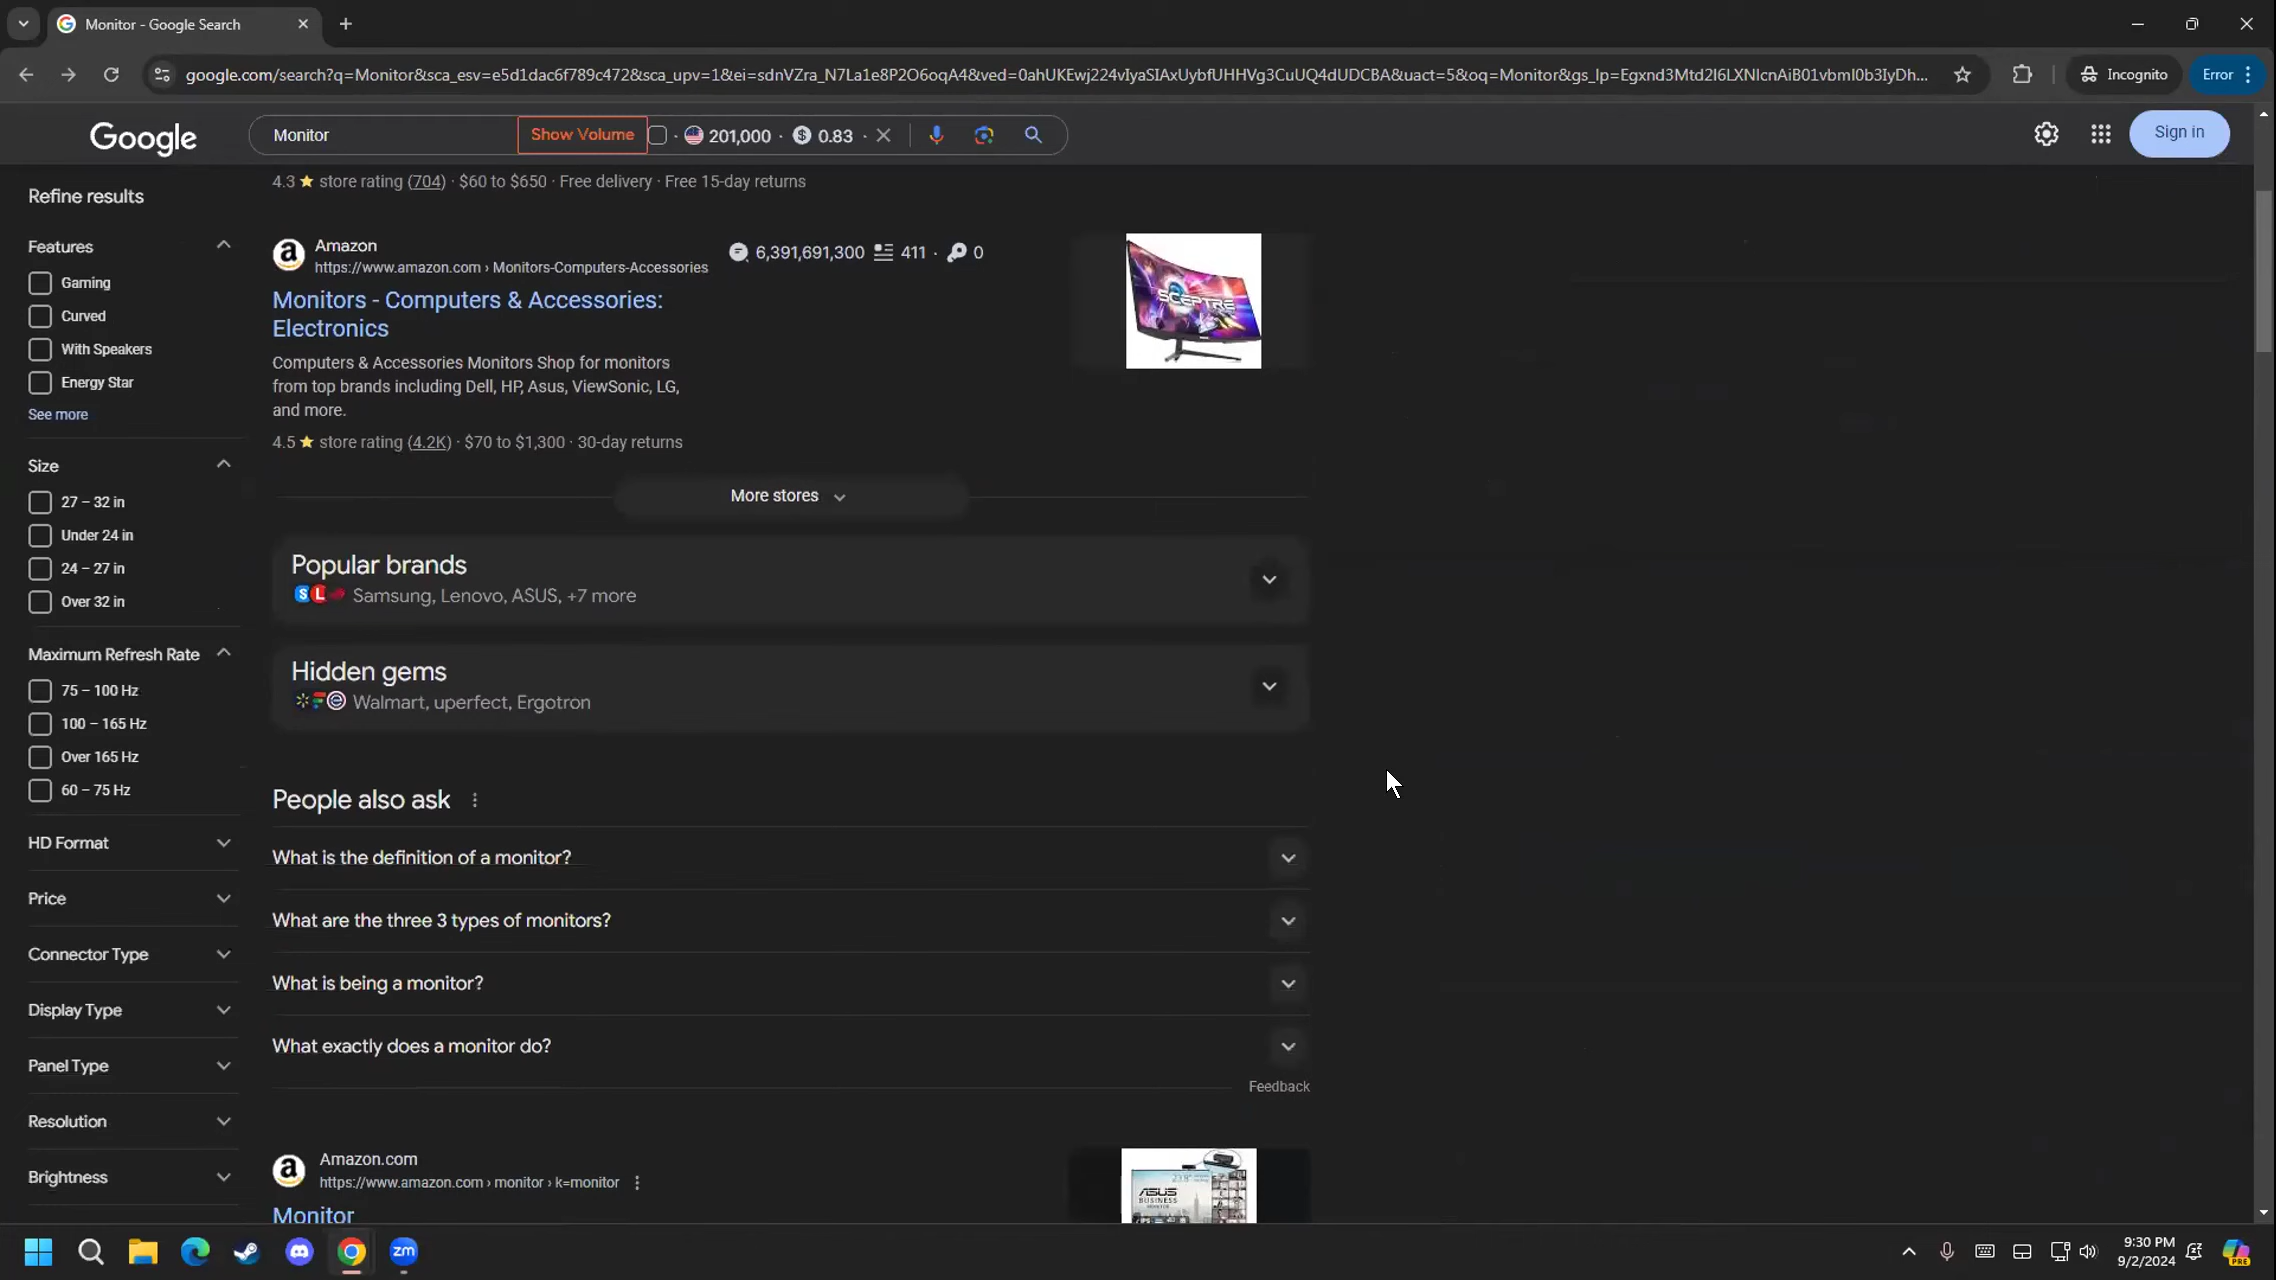 Monitor - Google Search
google.com/search?q=Monitor&sca_esv=e5d1dac6f789c472&sca_upv=1&ei=sdnVZra_N7La1e8P2O6oqA4&ved=0ahUKEwj224vIyaSIAxUybfUHHVg3CuUQ4dUDCBA&uact=5&oq=Monitor&gs_lp=Egxnd3Mtd2l6LXNlcnAiB01vbml0b3IyDh...
Incognito
Error
Google
Monitor
Show Volume
· 201,000 · $ 0.83 ·
Sign in
Refine results
Features
Gaming
Curved
With Speakers
Energy Star
See more
Size
27 – 32 in
Under 24 in
24 – 27 in
Over 32 in
Maximum Refresh Rate
75 – 100 Hz
100 – 165 Hz
Over 165 Hz
60 – 75 Hz
HD Format
Price
Connector Type
Display Type
Panel Type
Resolution
Brightness
4.3 ★ store rating (704) · $60 to $650 · Free delivery · Free 15-day returns
Amazon
https://www.amazon.com › Monitors-Computers-Accessories
6,391,691,300 411 · 0
Monitors - Computers & Accessories:
Electronics
Computers & Accessories Monitors Shop for monitors
from top brands including Dell, HP, Asus, ViewSonic, LG,
and more.
4.5 ★ store rating (4.2K) · $70 to $1,300 · 30-day returns
SCEPTRE
More stores
Popular brands
S L Samsung, Lenovo, ASUS, +7 more
Hidden gems
Walmart, uperfect, Ergotron
People also ask
What is the definition of a monitor?
What are the three 3 types of monitors?
What is being a monitor?
What exactly does a monitor do?
Feedback
Amazon.com
https://www.amazon.com › monitor › k=monitor
Monitor
ASUS
BUSINESS
zm
9:30 PM
9/2/2024
PRE